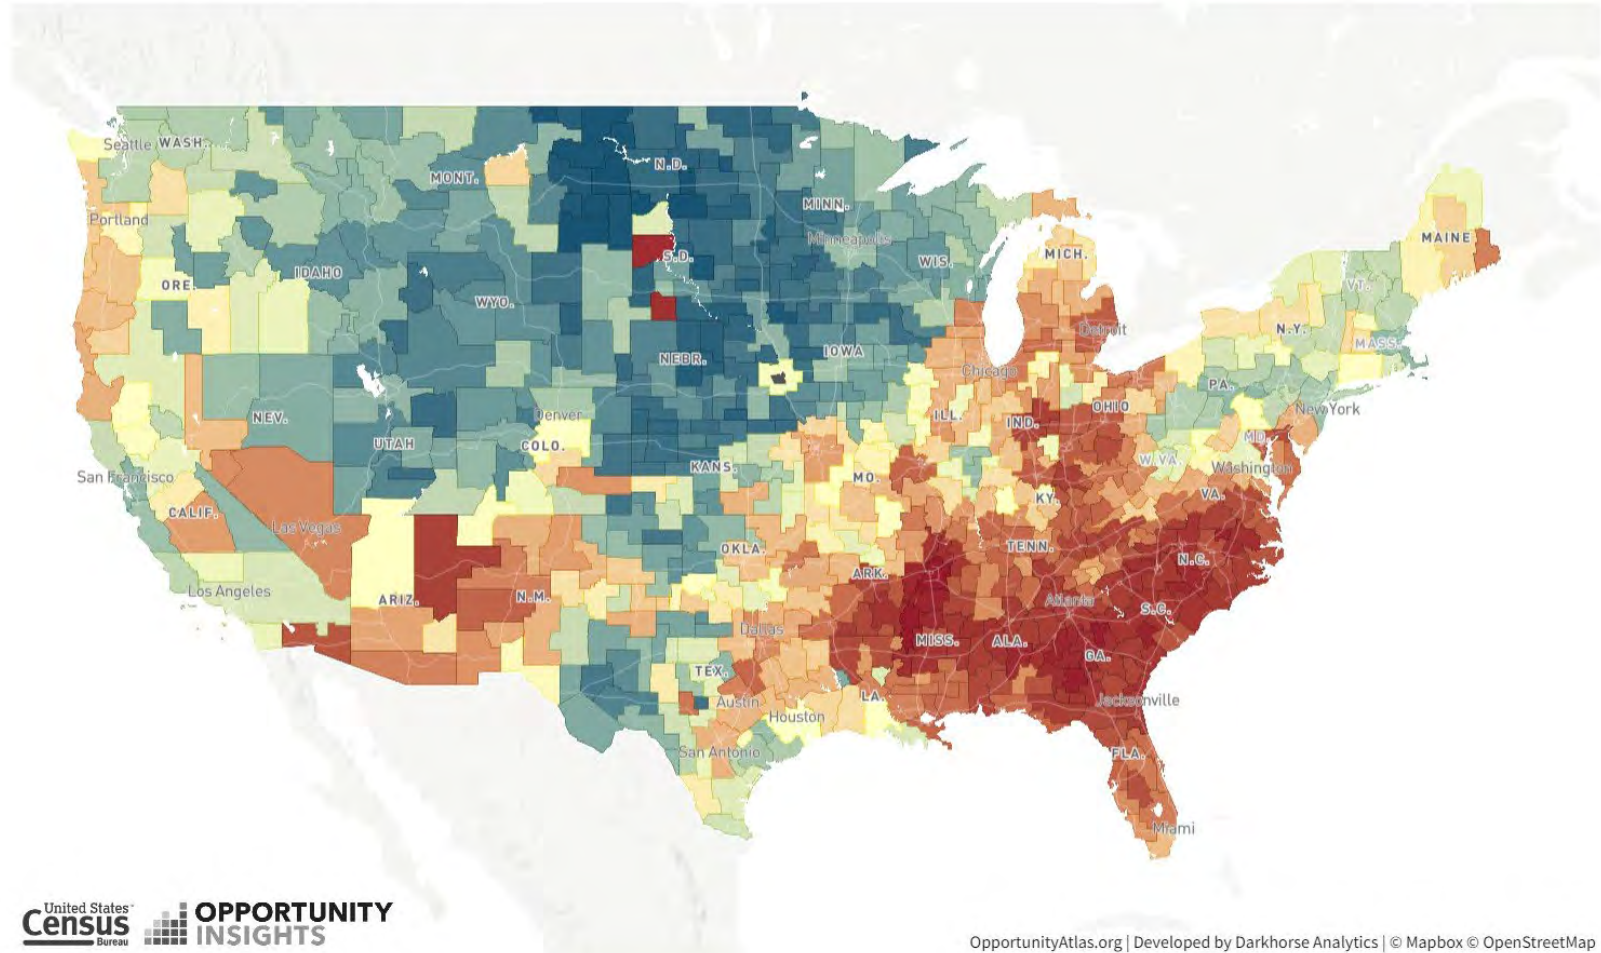 Seattle WASH.
MONT.
N.D.
MINN.
Portland
Minneapolis
MAINE
ORE.
IDAHO
S.D.
WIS.
MICH.
WYO.
VT.
N.Y.
Detroit
MASS.
NEBR.
IOWA
Chicago
PA.
NEV.
Denver
ILL.
IND.
OHIO
New York
UTAH
COLO.
MD.
San Francisco
KANS.
MO.
W.VA.
Washington
KY.
VA.
CALIF.
Las Vegas
OKLA.
TENN.
N.C.
Los Angeles
ARIZ.
N.M.
ARK.
Atlanta
S.C.
Dallas
MISS.
ALA.
GA.
TEX.
LA.
Austin
Houston
Jacksonville
San Antonio
FLA.
Miami
United States™
Census
Bureau
OPPORTUNITY
INSIGHTS
OpportunityAtlas.org | Developed by Darkhorse Analytics | © Mapbox © OpenStreetMap